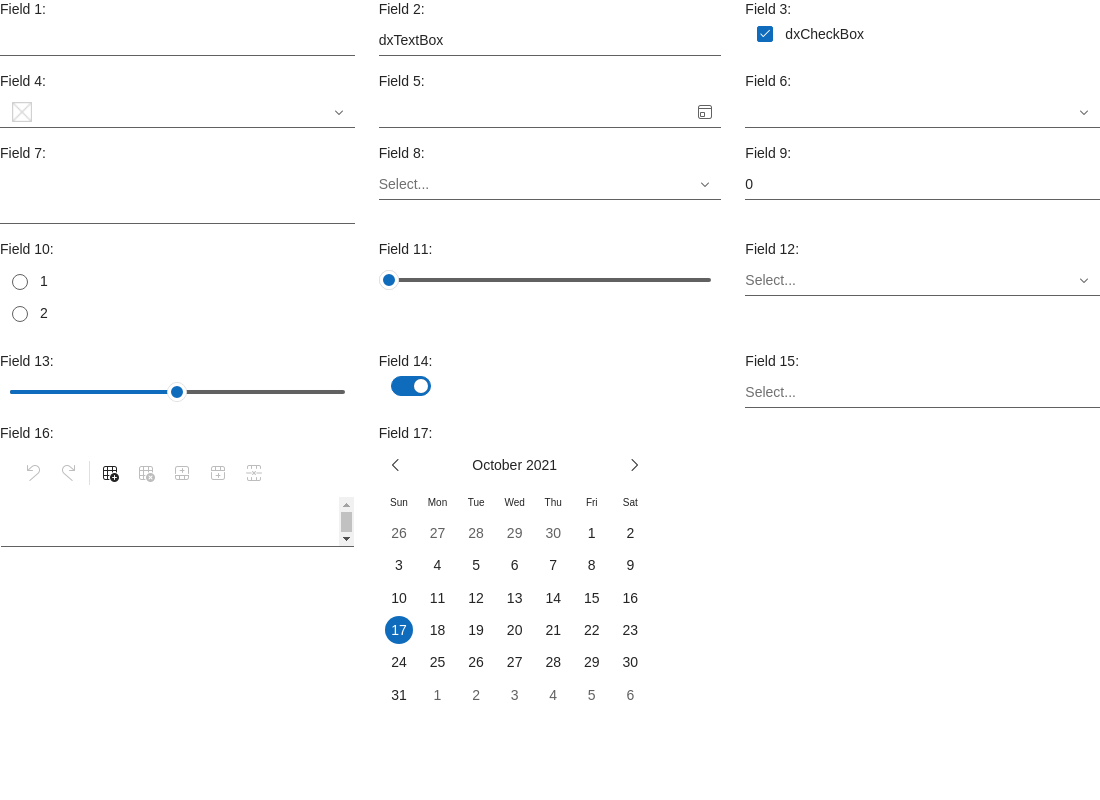 Field 1:
Field 2:
dxTextBox
Field 3:
dxCheckBox
Field 4:
Field 5:
Field 6:
Field 7:
Field 8:
Select...
Field 9:
0
Field 10:
1
2
Field 11:
Field 12:
Select...
Field 13:
Field 14:
Field 15:
Select...
Field 16:
Field 17:
October 2021
Sun Mon Tue Wed Thu Fri Sat
26 27 28 29 30 1 2
3 4 5 6 7 8 9
10 11 12 13 14 15 16
17 18 19 20 21 22 23
24 25 26 27 28 29 30
31 1 2 3 4 5 6